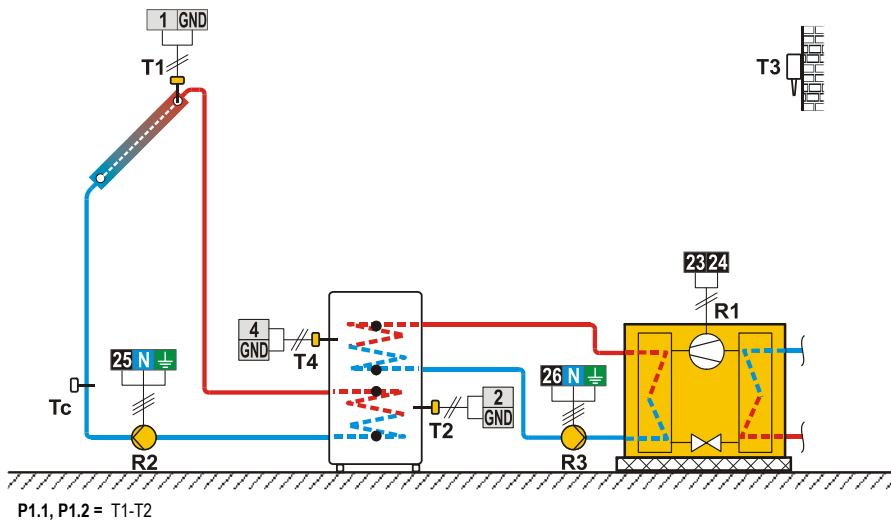 1 GND
T1
T3
23 24
R1
4
GND
T4
25 N
26 N
2
GND
T2
Tc
R2
R3
P1.1, P1.2 = T1-T2